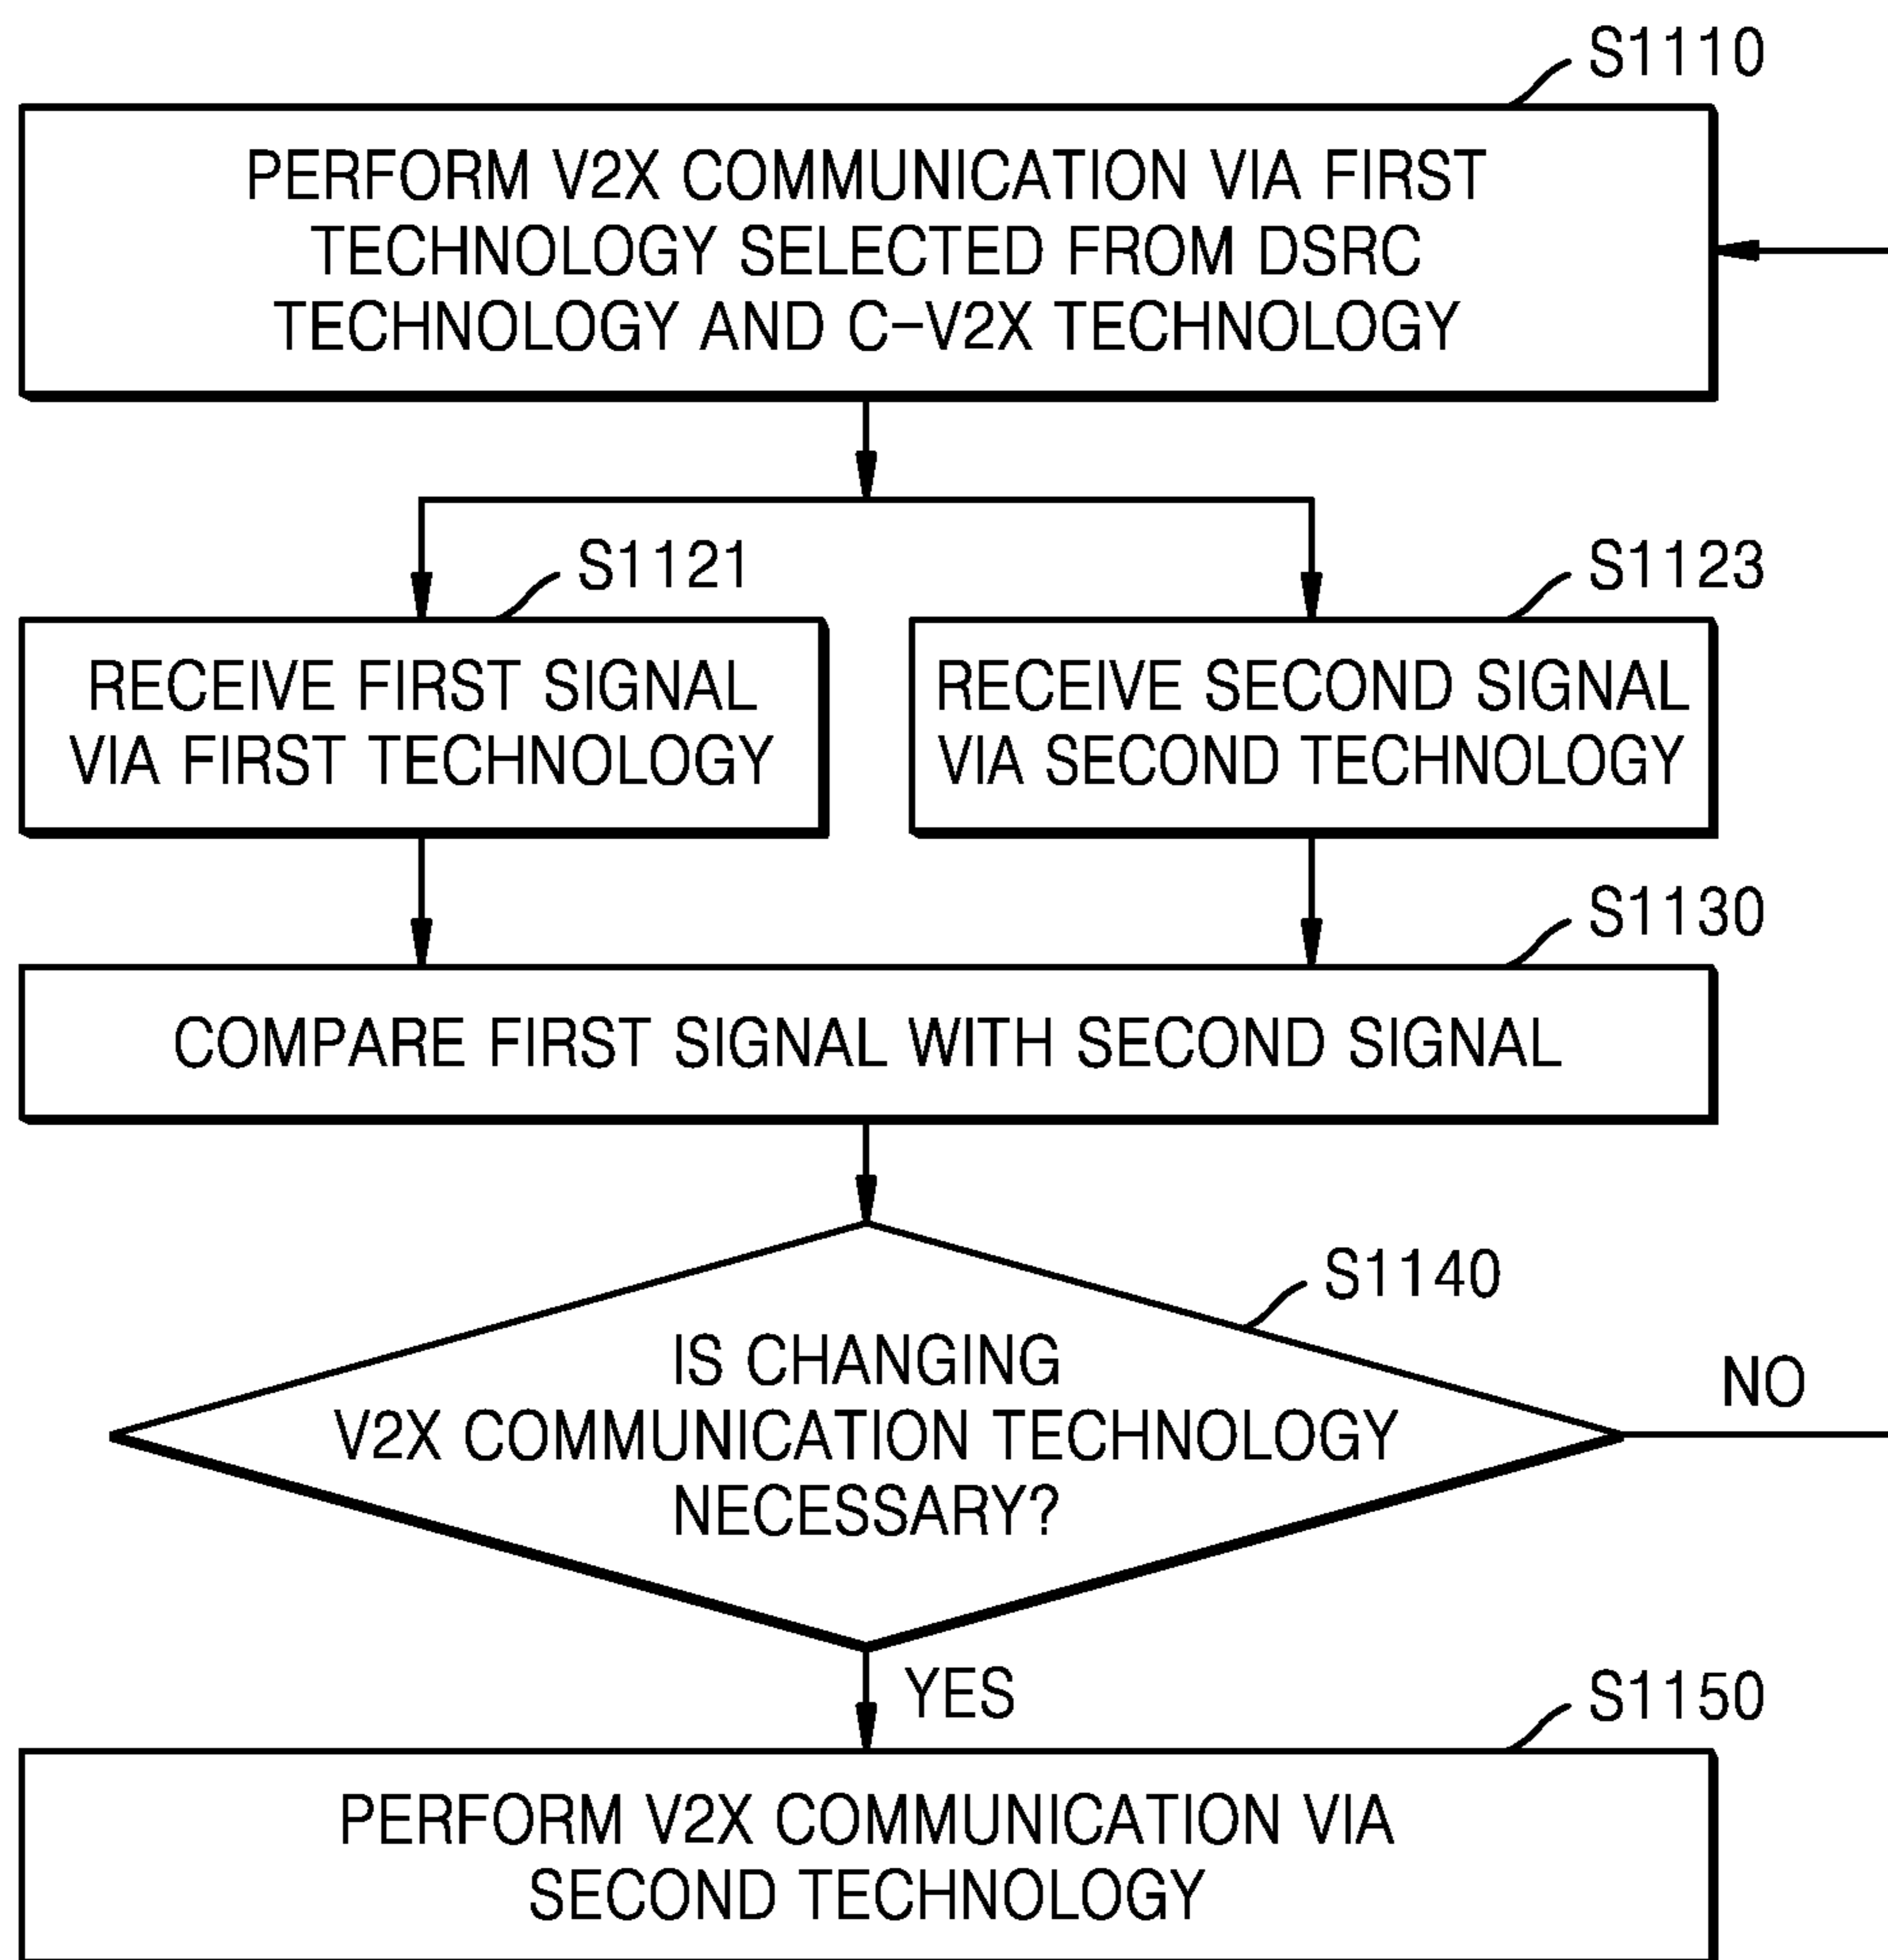 S1110
PERFORM V2X COMMUNICATION VIA FIRST
TECHNOLOGY SELECTED FROM DSRC
TECHNOLOGY AND C-V2X TECHNOLOGY
S1121
RECEIVE FIRST SIGNAL
VIA FIRST TECHNOLOGY
S1123
RECEIVE SECOND SIGNAL
VIA SECOND TECHNOLOGY
S1130
COMPARE FIRST SIGNAL WITH SECOND SIGNAL
S1140
IS CHANGING
V2X COMMUNICATION TECHNOLOGY
NECESSARY?
NO
YES
S1150
PERFORM V2X COMMUNICATION VIA
SECOND TECHNOLOGY